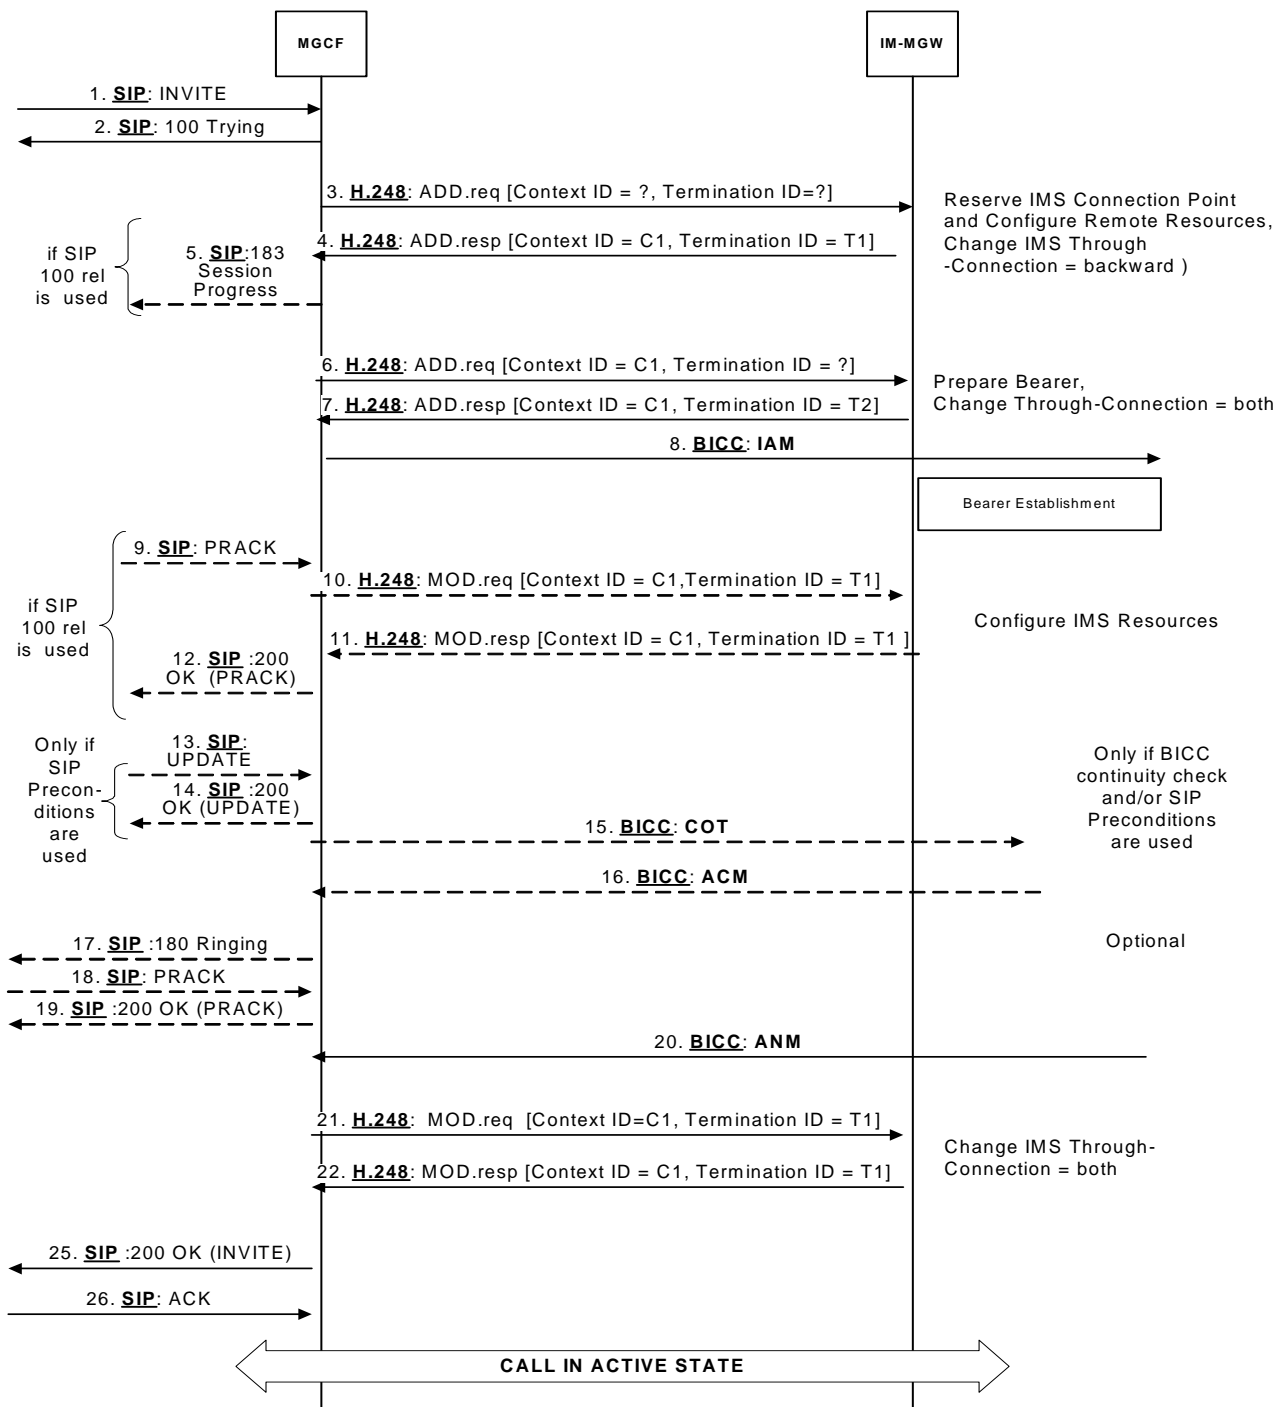 MGCF
IM-MGW
1. SIP: INVITE
2. SIP: 100 Trying
3. H.248: ADD.req [Context ID = ?, Termination ID=?]
Reserve IMS Connection Point
and Configure Remote Resources,
Change IMS Through
-Connection = backward )
4. H.248: ADD.resp [Context ID = C1, Termination ID = T1]
if SIP
100 rel
is used
5. SIP:183
Session
Progress
6. H.248: ADD.req [Context ID = C1, Termination ID = ?]
Prepare Bearer,
Change Through-Connection = both
7. H.248: ADD.resp [Context ID = C1, Termination ID = T2]
8. BICC: IAM
Bearer Establishment
9. SIP: PRACK
10. H.248: MOD.req [Context ID = C1,Termination ID = T1]
if SIP
100 rel
is used
Configure IMS Resources
11. H.248: MOD.resp [Context ID = C1, Termination ID = T1 ]
12. SIP :200
OK (PRACK)
Only if
SIP
Precon-
ditions
are
used
13. SIP:
UPDATE
14. SIP :200
OK (UPDATE)
Only if BICC
continuity check
and/or SIP
Preconditions
are used
15. BICC: COT
16. BICC: ACM
17. SIP :180 Ringing
Optional
18. SIP: PRACK
19. SIP :200 OK (PRACK)
20. BICC: ANM
21. H.248: MOD.req [Context ID=C1, Termination ID = T1]
Change IMS Through-
Connection = both
22. H.248: MOD.resp [Context ID = C1, Termination ID = T1]
25. SIP :200 OK (INVITE)
26. SIP: ACK
CALL IN ACTIVE STATE